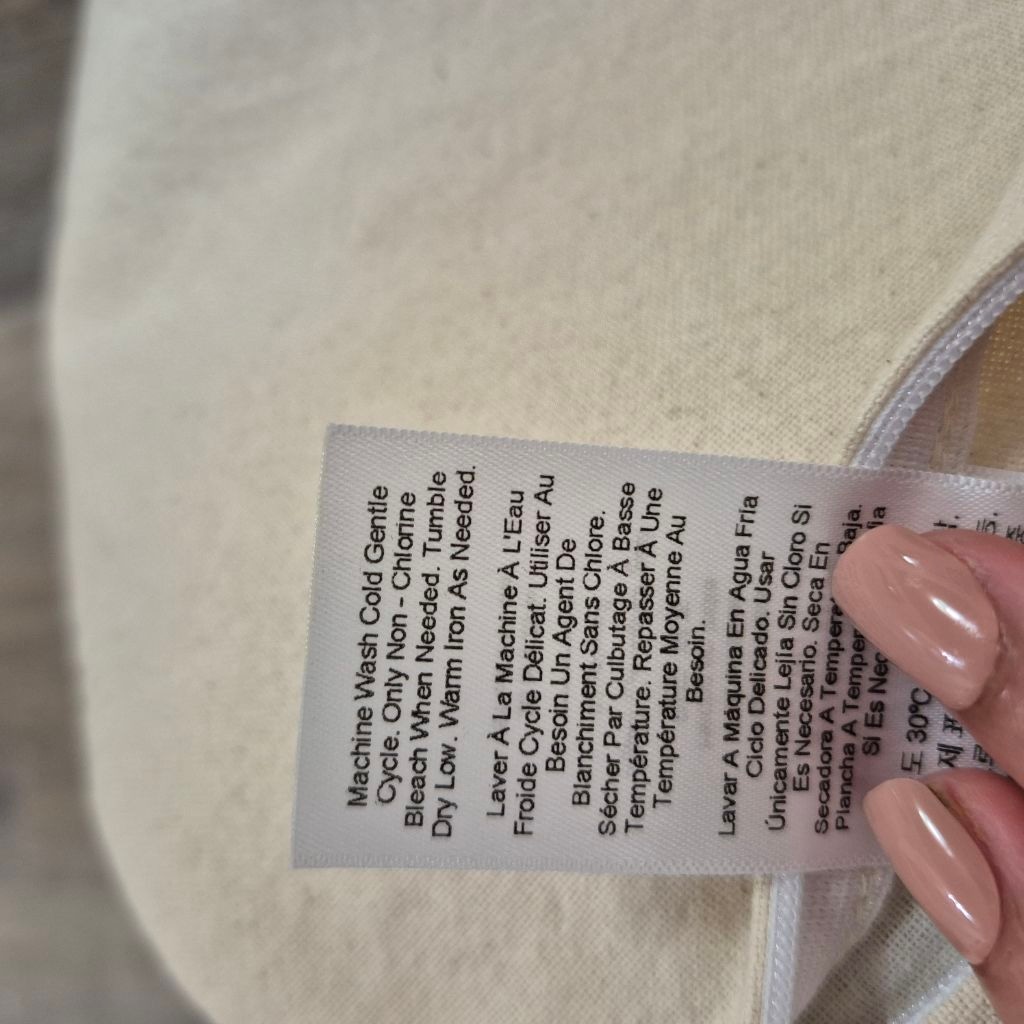 Machine Wash Cold Gentle
Cycle. Only Non - Chlorine
Bleach When Needed. Tumble
Dry Low. Warm Iron As Needed.
Laver À La Machine À L'Eau
Froide Cycle Délicat. Utiliser Au
Besoin Un Agent De
Blanchiment Sans Chlore.
Sécher Par Culbutage À Basse
Température. Repasser À Une
Température Moyenne Au
Besoin.
Lavar A Máquina En Agua Fría
Ciclo Delicado. Usar
Únicamente Lejía Sin Cloro Si
Es Necesario. Seca En
Secadora A Baja.
Plancha A
Si Es
도 30℃